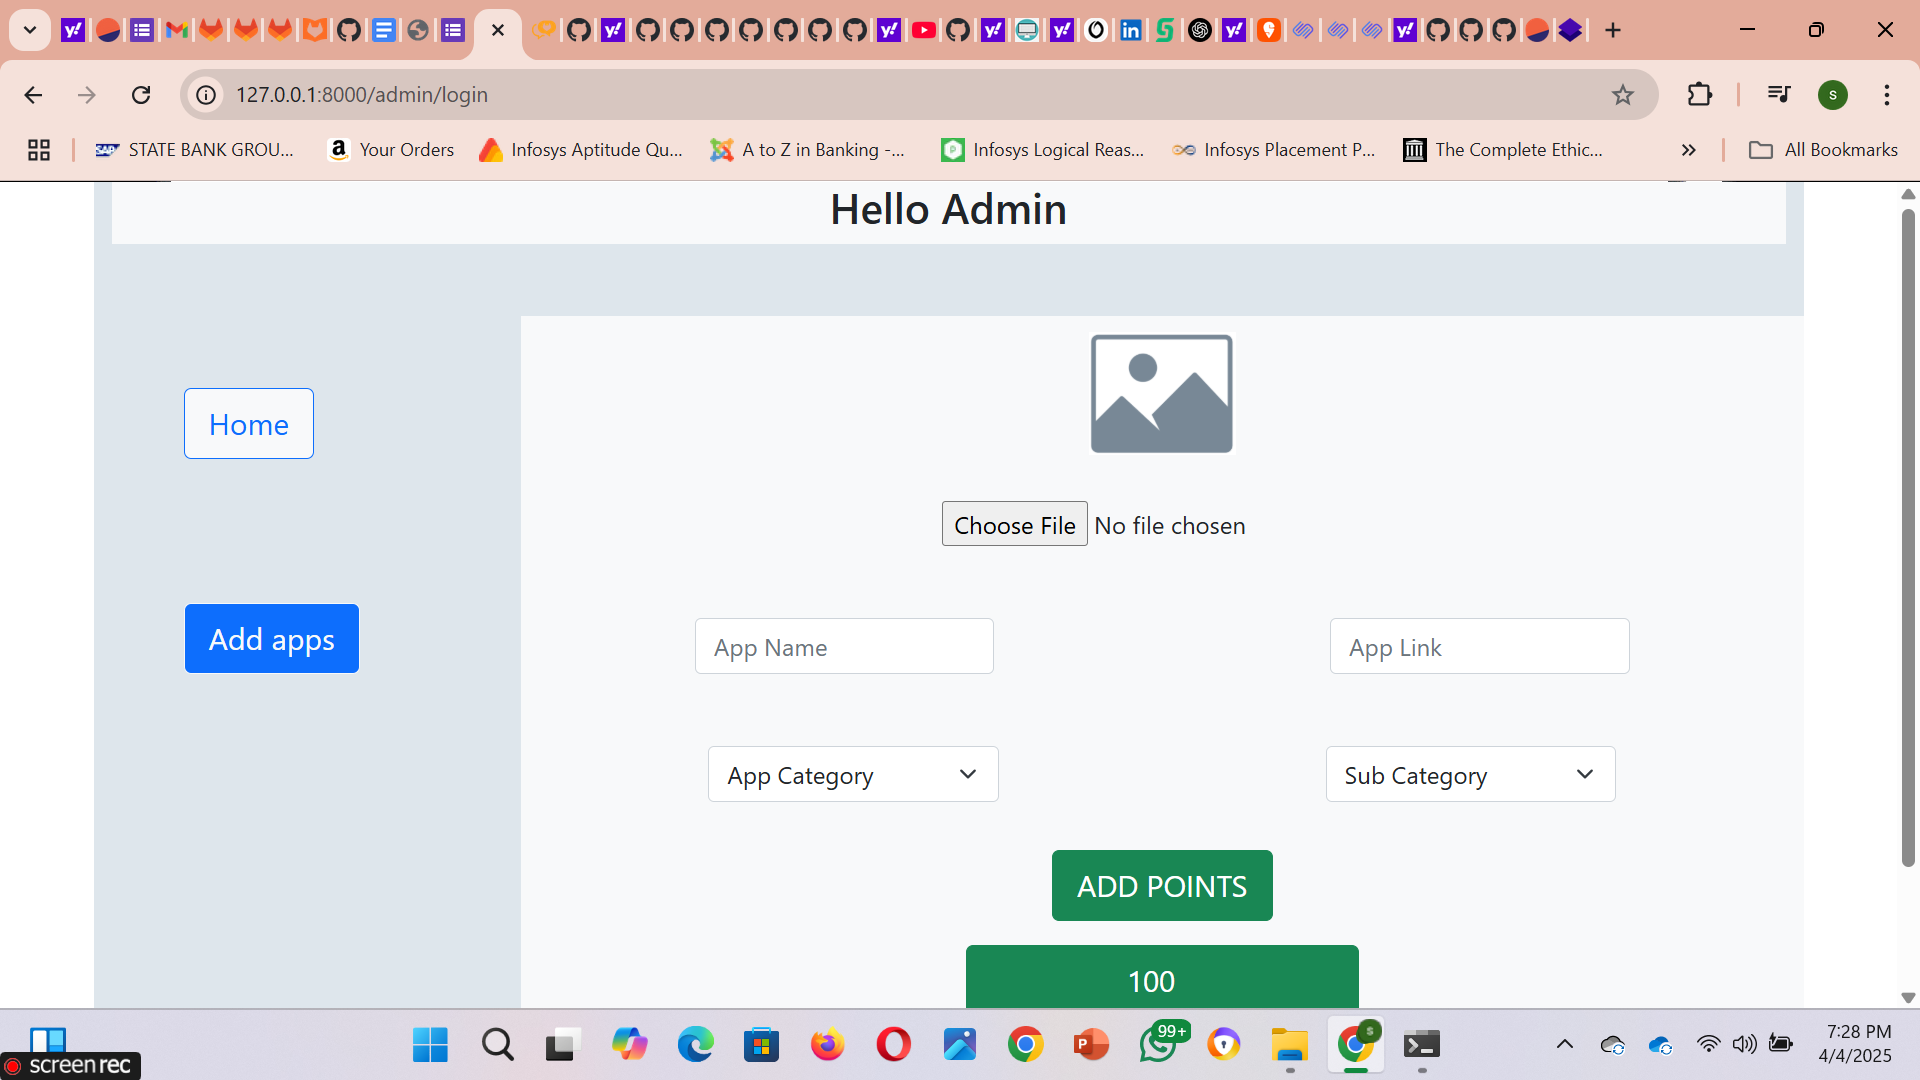 127.0.0.1:8000/admin/login
S
STATE BANK GROU...
Your Orders
Infosys Aptitude Qu...
A to Z in Banking -...
Infosys Logical Reas...
Infosys Placement P...
The Complete Ethic...
All Bookmarks
Hello Admin
Home
Choose File No file chosen
Add apps
App Name
App Link
App Category
Sub Category
ADD POINTS
100
99+
7:28 PM
4/4/2025
screenrec